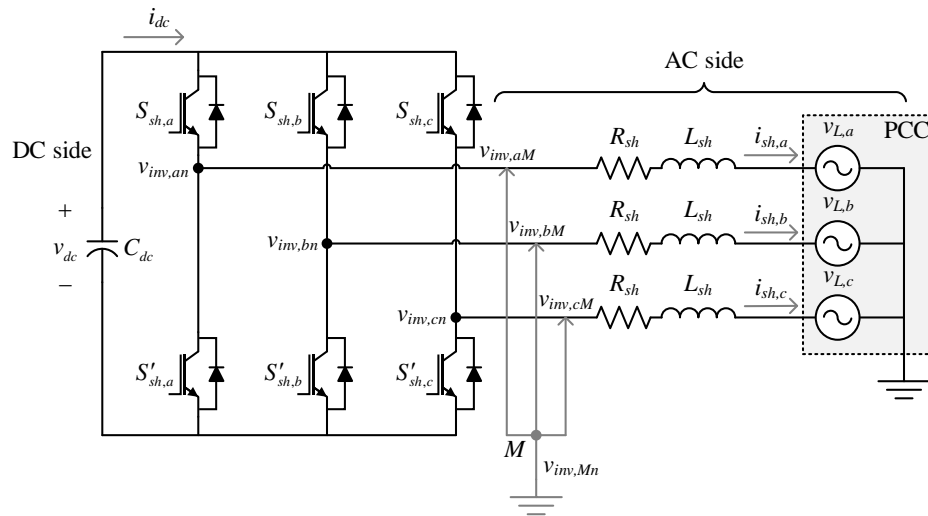 i_dc
AC side
S_sh,a
S_sh,b
S_sh,c
DC side
v_inv,an
v_inv,aM
R_sh
L_sh
i_sh,a
v_L,a
PCC
+
v_dc
−
C_dc
v_inv,bn
v_inv,bM
R_sh
L_sh
i_sh,b
v_L,b
v_inv,cn
v_inv,cM
R_sh
L_sh
i_sh,c
v_L,c
S′_sh,a
S′_sh,b
S′_sh,c
M
v_inv,Mn